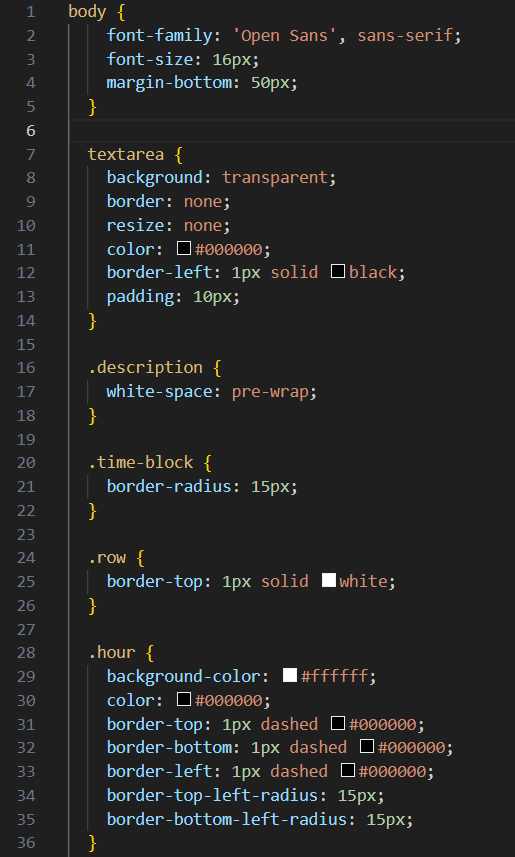 1 body {
2     font-family: 'Open Sans', sans-serif;
3     font-size: 16px;
4     margin-bottom: 50px;
5   }
6
7   textarea {
8     background: transparent;
9     border: none;
10     resize: none;
11     color: #000000;
12     border-left: 1px solid black;
13     padding: 10px;
14   }
15
16   .description {
17     white-space: pre-wrap;
18   }
19
20   .time-block {
21     border-radius: 15px;
22   }
23
24   .row {
25     border-top: 1px solid white;
26   }
27
28   .hour {
29     background-color: #ffffff;
30     color: #000000;
31     border-top: 1px dashed #000000;
32     border-bottom: 1px dashed #000000;
33     border-left: 1px dashed #000000;
34     border-top-left-radius: 15px;
35     border-bottom-left-radius: 15px;
36   }